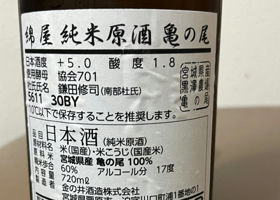 綿屋 純米原酒 亀の尾
日本酒度 +5.0 酸度 1.8
使用酵母 協会701
杜氏氏名 鎌田修司(南部杜氏)
5611 30BY
10℃以下で保存することを推奨します。
日本酒(純米原酒)
米(国産)・米こうじ(国産米)
宮城県産 亀の尾 100%
60% アルコール分 17度
720ml
金の井酒造株式会社